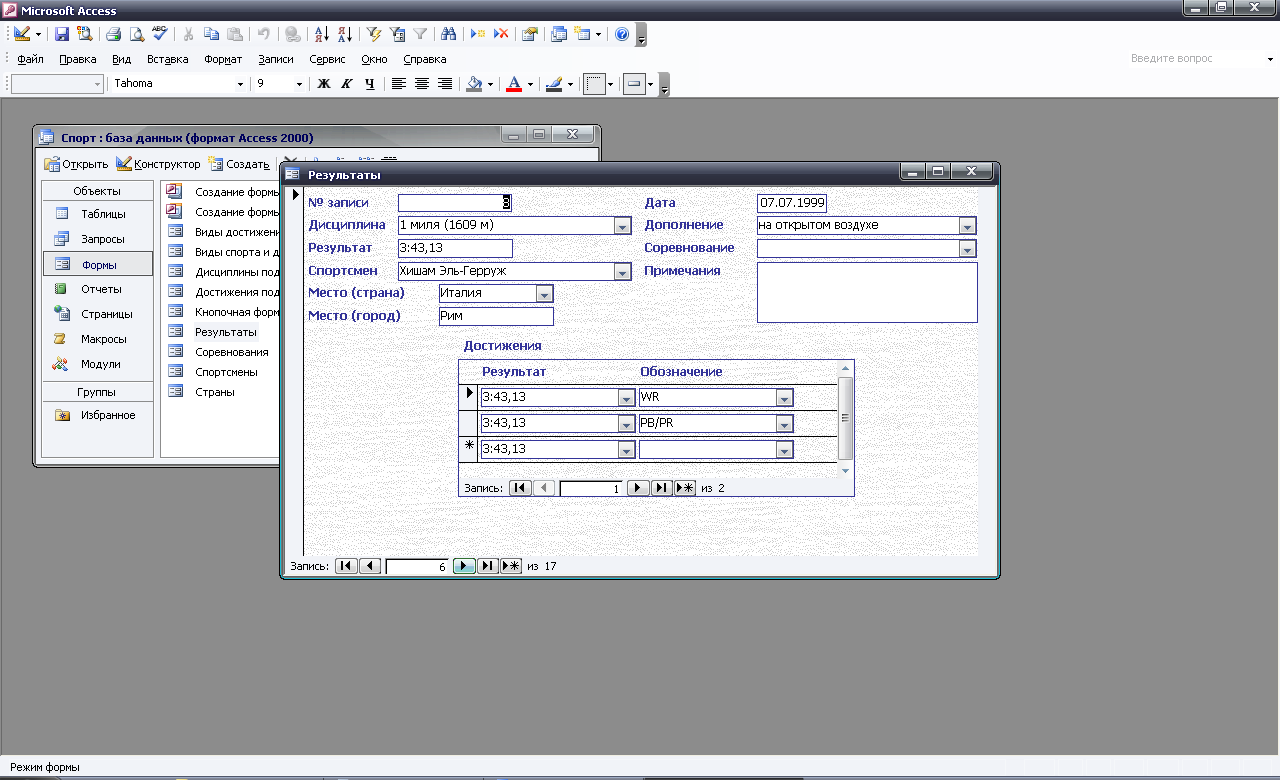 Microsoft Access
Файл Правка Вид Вставка Формат Записи Сервис Окно Справка
Введите вопрос
Tahoma 9 Ж К Ч
Спорт : база данных (формат Access 2000)
Открыть Конструктор Создать
Объекты
Таблицы
Запросы
Формы
Отчеты
Страницы
Макросы
Модули
Группы
Избранное
Создание формы
Создание формы
Виды достижени
Виды спорта и д
Дисциплины под
Достижения под
Кнопочная форм
Результаты
Соревнования
Спортсмены
Страны
Результаты
№ записи
Дата 07.07.1999
Дисциплина 1 миля (1609 м)
Дополнение на открытом воздухе
Результат 3:43,13
Соревнование
Спортсмен Хишам Эль-Герруж
Примечания
Место (страна) Италия
Место (город) Рим
Достижения
Результат Обозначение
3:43,13 WR
3:43,13 PB/PR
3:43,13
Запись: 1 из 2
Запись: 6 из 17
Режим формы